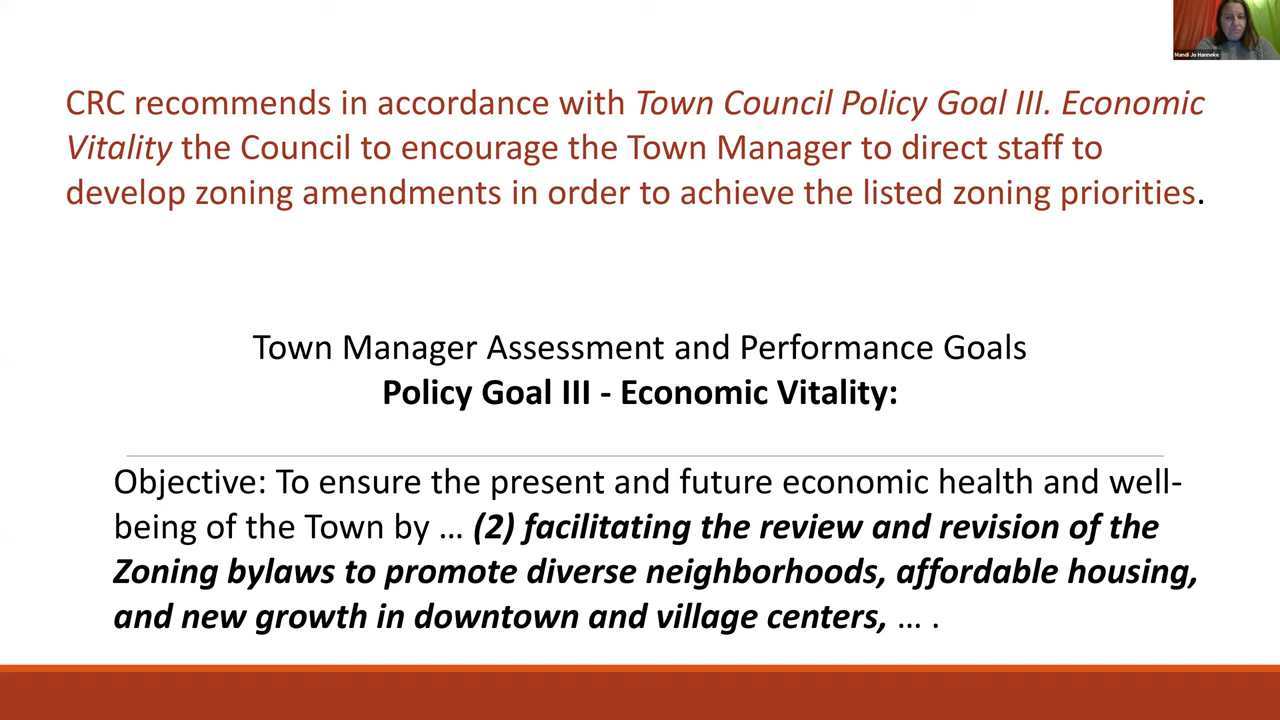 Mandi Jo Hanneke
CRC recommends in accordance with Town Council Policy Goal III. Economic
Vitality the Council to encourage the Town Manager to direct staff to
develop zoning amendments in order to achieve the listed zoning priorities.
Town Manager Assessment and Performance Goals
Policy Goal III - Economic Vitality:
Objective: To ensure the present and future economic health and well-
being of the Town by … (2) facilitating the review and revision of the
Zoning bylaws to promote diverse neighborhoods, affordable housing,
and new growth in downtown and village centers, … .